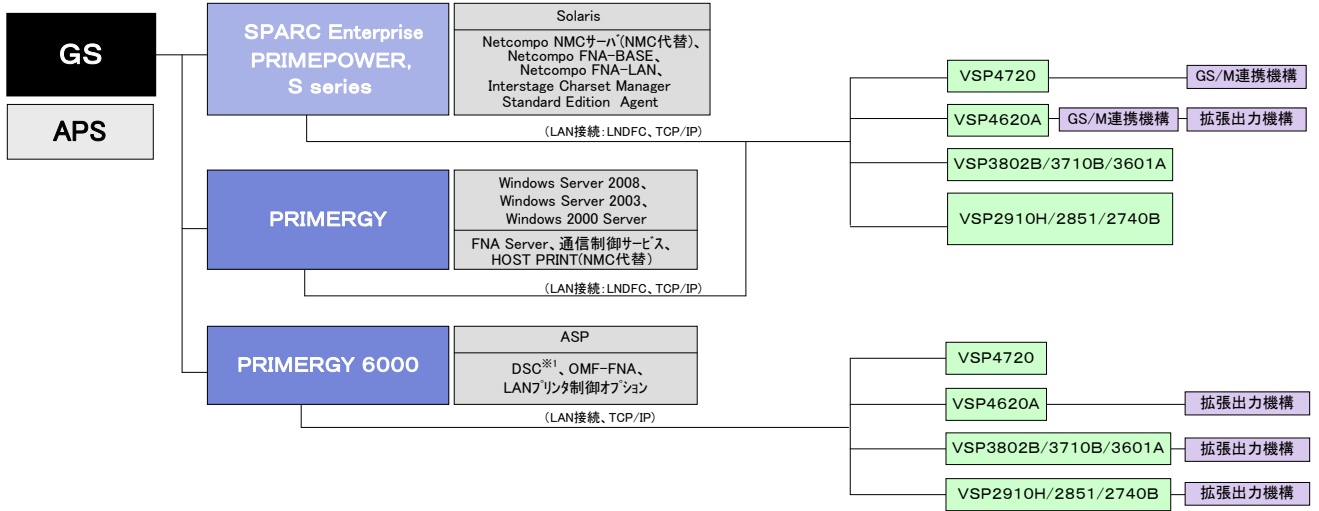 GS
APS
SPARC Enterprise
PRIMEPOWER,
S series
Solaris
Netcompo NMCｻｰﾊﾞ(NMC代替)、
Netcompo FNA-BASE、
Netcompo FNA-LAN、
Interstage Charset Manager
Standard Edition Agent
(LAN接続:LNDFC、TCP/IP)
PRIMERGY
Windows Server 2008、
Windows Server 2003、
Windows 2000 Server
FNA Server、通信制御ｻｰﾋﾞｽ、
HOST PRINT(NMC代替)
(LAN接続:LNDFC、TCP/IP)
VSP4720
GS/M連携機構
VSP4620A
GS/M連携機構
拡張出力機構
VSP3802B/3710B/3601A
VSP2910H/2851/2740B
PRIMERGY 6000
ASP
DSC※1、OMF-FNA、
LANﾌﾟﾘﾝﾀ制御ｵﾌﾟｼｮﾝ
(LAN接続、TCP/IP)
VSP4720
VSP4620A
拡張出力機構
VSP3802B/3710B/3601A
拡張出力機構
VSP2910H/2851/2740B
拡張出力機構